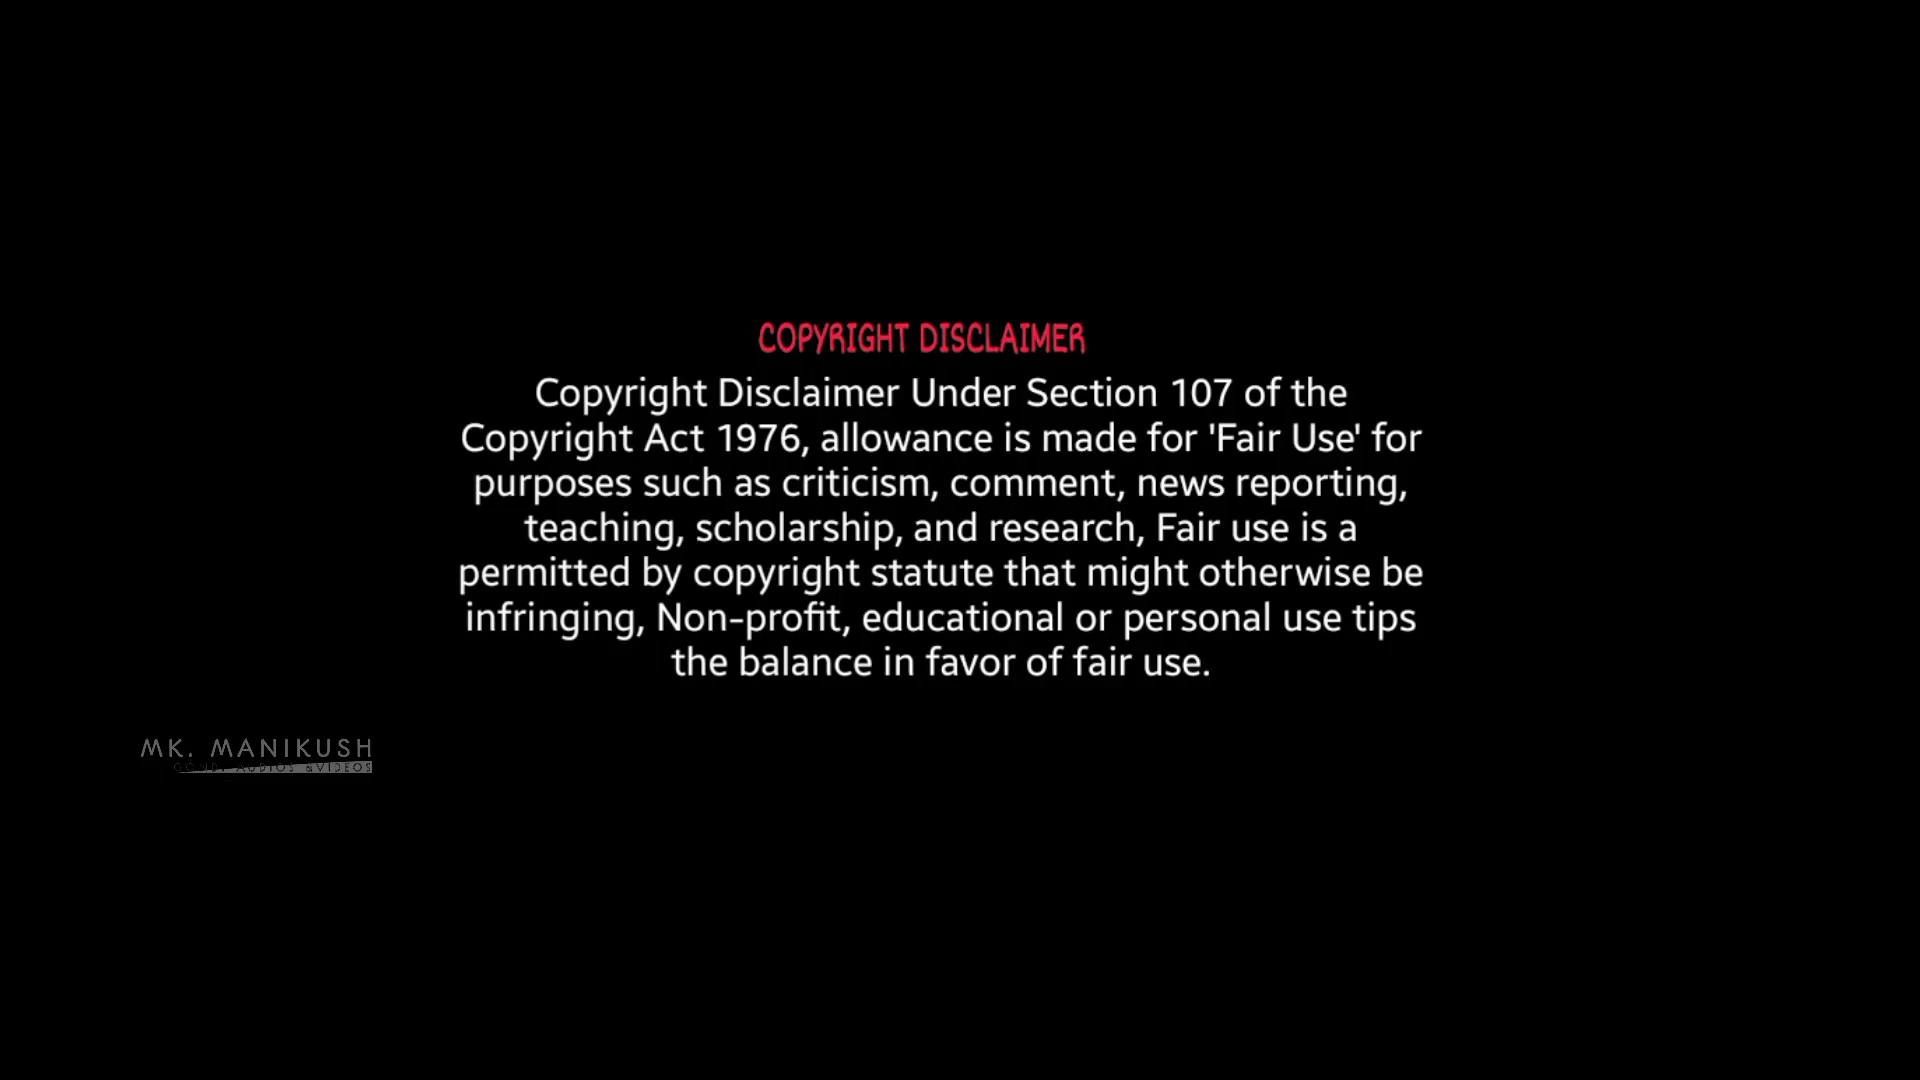 COPYRIGHT DISCLAIMER
Copyright Disclaimer Under Section 107 of the
Copyright Act 1976, allowance is made for 'Fair Use' for
purposes such as criticism, comment, news reporting,
teaching, scholarship, and research, Fair use is a
permitted by copyright statute that might otherwise be
infringing, Non-profit, educational or personal use tips
the balance in favor of fair use.
MK. MANIKUSH
GONDI AUDIOS &VIDEOS